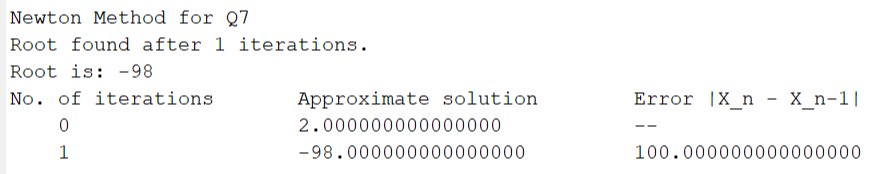 Newton Method for Q7
Root found after 1 iterations.
Root is: -98
No. of iterations Approximate solution Error |X_n - X_n-1|
0 2.000000000000000 --
1 -98.000000000000000 100.000000000000000